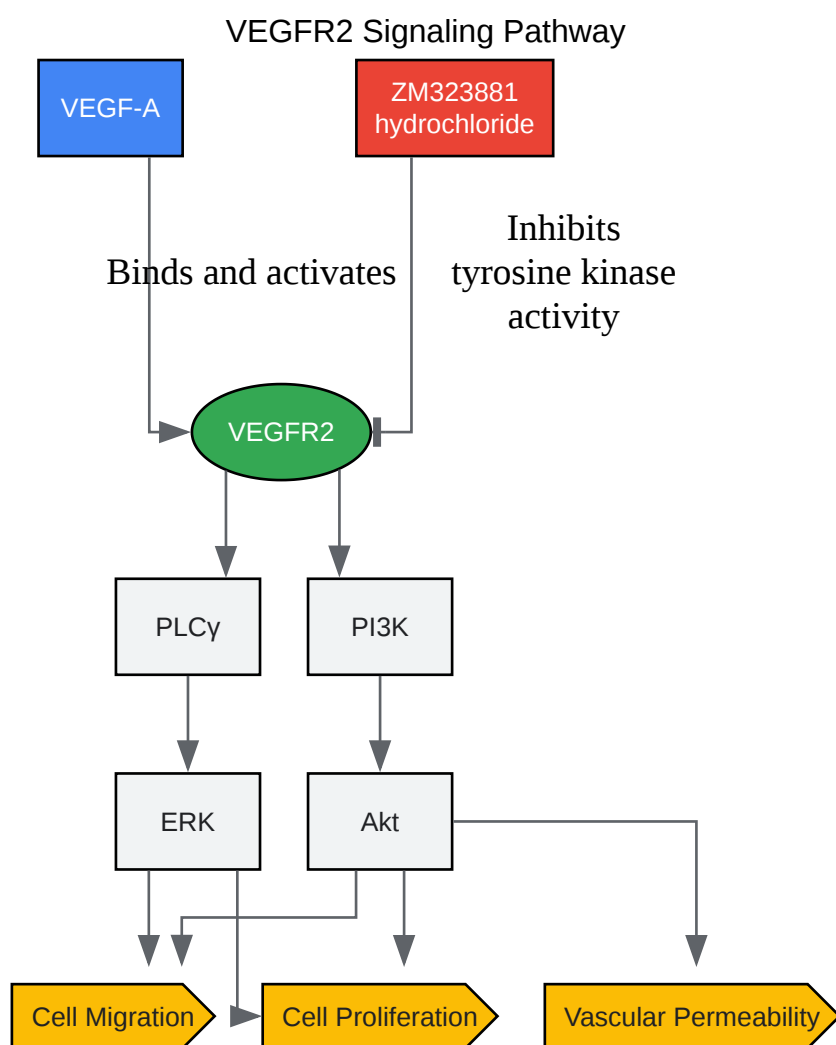 VEGFR2 Signaling Pathway
VEGF-A
ZM323881
hydrochloride
Binds and activates
Inhibits
tyrosine kinase
activity
VEGFR2
PLCγ
PI3K
ERK
Akt
Cell Migration
Cell Proliferation
Vascular Permeability